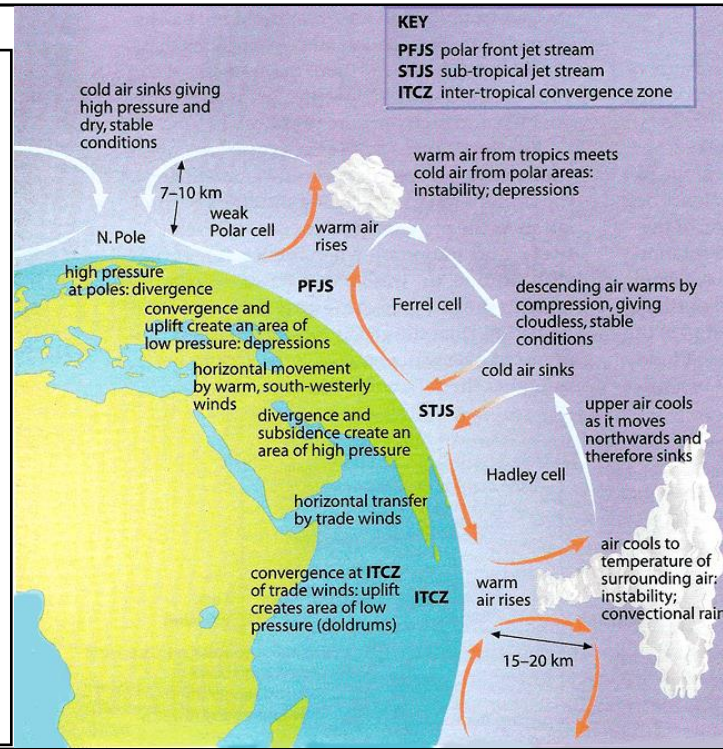 KEY
PFJS polar front jet stream
STJS sub-tropical jet stream
ITCZ inter-tropical convergence zone
cold air sinks giving
high pressure and
dry, stable
conditions
warm air from tropics meets
cold air from polar areas:
instability; depressions
7–10 km
weak
Polar cell
warm air
rises
N. Pole
high pressure
at poles: divergence
PFJS
Ferrel cell
descending air warms by
compression, giving
cloudless, stable
conditions
convergence and
uplift create an area of
low pressure: depressions
cold air sinks
horizontal movement
by warm, south-westerly
winds
STJS
upper air cools
as it moves
northwards and
therefore sinks
divergence and
subsidence create an
area of high pressure
Hadley cell
horizontal transfer
by trade winds
air cools to
temperature of
surrounding air:
instability;
convectional rain
convergence at ITCZ
of trade winds: uplift
creates area of low
pressure (doldrums)
ITCZ
warm
air rises
15–20 km